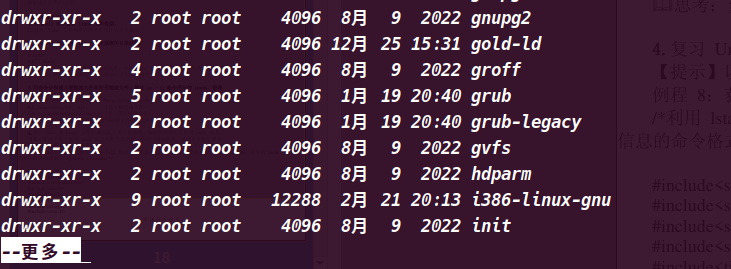 思考：
drwxr-xr-x 2 root root 4096 8月 9 2022 gnupg2
drwxr-xr-x 2 root root 4096 12月 25 15:31 gold-ld
drwxr-xr-x 4 root root 4096 8月 9 2022 groff
drwxr-xr-x 5 root root 4096 1月 19 20:40 grub
drwxr-xr-x 2 root root 4096 1月 19 20:40 grub-legacy
drwxr-xr-x 2 root root 4096 8月 9 2022 gvfs
drwxr-xr-x 2 root root 4096 8月 9 2022 hdparm
drwxr-xr-x 9 root root 12288 2月 21 20:13 i386-linux-gnu
drwxr-xr-x 2 root root 4096 8月 9 2022 init
--更多--
18
4. 复习 U
【提示】
例程 8：
/*利用 lsta
信息的命令格
#include<s
#include<s
#include<s
#include<s